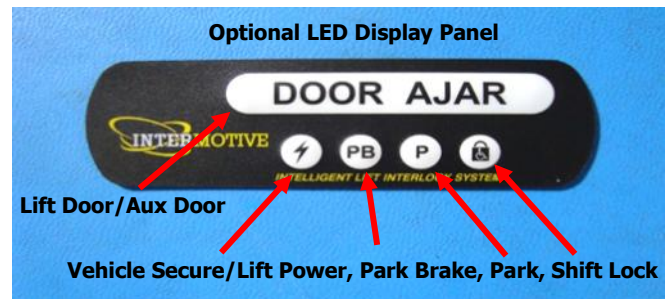 Optional LED Display Panel
DOOR AJAR
INTERMOTIVE
PB P
INTELLIGENT LIFT INTERLOCK SYSTEM
Lift Door/Aux Door
Vehicle Secure/Lift Power, Park Brake, Park, Shift Lock